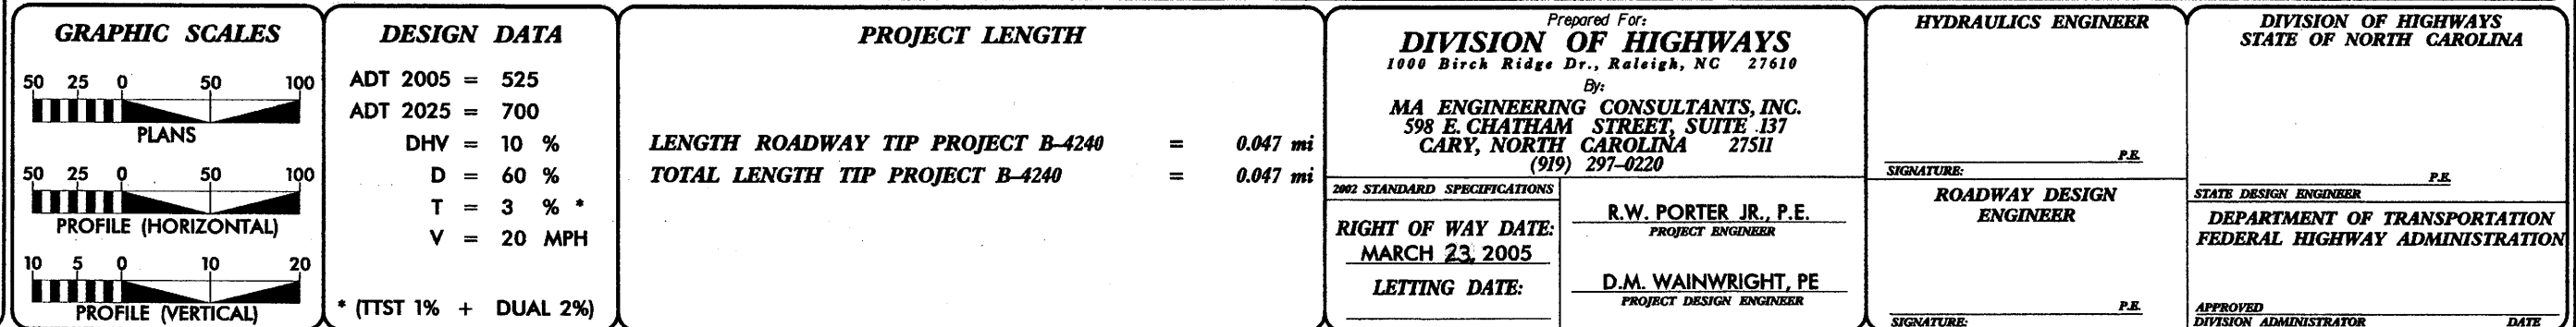 GRAPHIC SCALES
50 25 0 50 100
PLANS
50 25 0 50 100
PROFILE (HORIZONTAL)
10 5 0 10 20
PROFILE (VERTICAL)
DESIGN DATA
ADT 2005 = 525
ADT 2025 = 700
DHV = 10 %
D = 60 %
T = 3 % *
V = 20 MPH
* (TTST 1% + DUAL 2%)
PROJECT LENGTH
LENGTH ROADWAY TIP PROJECT B-4240 = 0.047 mi
TOTAL LENGTH TIP PROJECT B-4240 = 0.047 mi
Prepared For:
DIVISION OF HIGHWAYS
1000 Birch Ridge Dr., Raleigh, NC 27610
By:
MA ENGINEERING CONSULTANTS, INC.
598 E. CHATHAM STREET, SUITE 137
CARY, NORTH CAROLINA 27511
(919) 297-0220
2002 STANDARD SPECIFICATIONS
RIGHT OF WAY DATE:
MARCH 23, 2005
LETTING DATE:
R.W. PORTER JR., P.E.
PROJECT ENGINEER
D.M. WAINWRIGHT, PE
PROJECT DESIGN ENGINEER
HYDRAULICS ENGINEER
P.E.
SIGNATURE:
ROADWAY DESIGN
ENGINEER
P.E.
SIGNATURE:
DIVISION OF HIGHWAYS
STATE OF NORTH CAROLINA
P.E.
STATE DESIGN ENGINEER
DEPARTMENT OF TRANSPORTATION
FEDERAL HIGHWAY ADMINISTRATION
APPROVED
DIVISION ADMINISTRATOR DATE